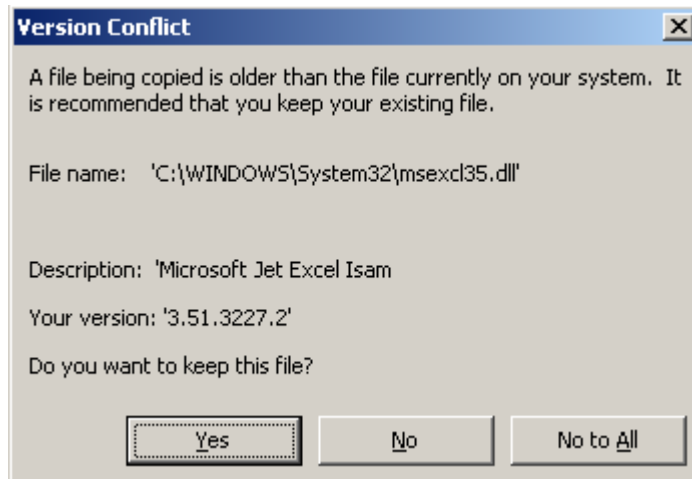 Version Conflict
A file being copied is older than the file currently on your system.  It
is recommended that you keep your existing file.
File name:    'C:\WINDOWS\System32\msexcl35.dll'
Description:  'Microsoft Jet Excel Isam
Your version: '3.51.3227.2'
Do you want to keep this file?
Yes    No    No to All